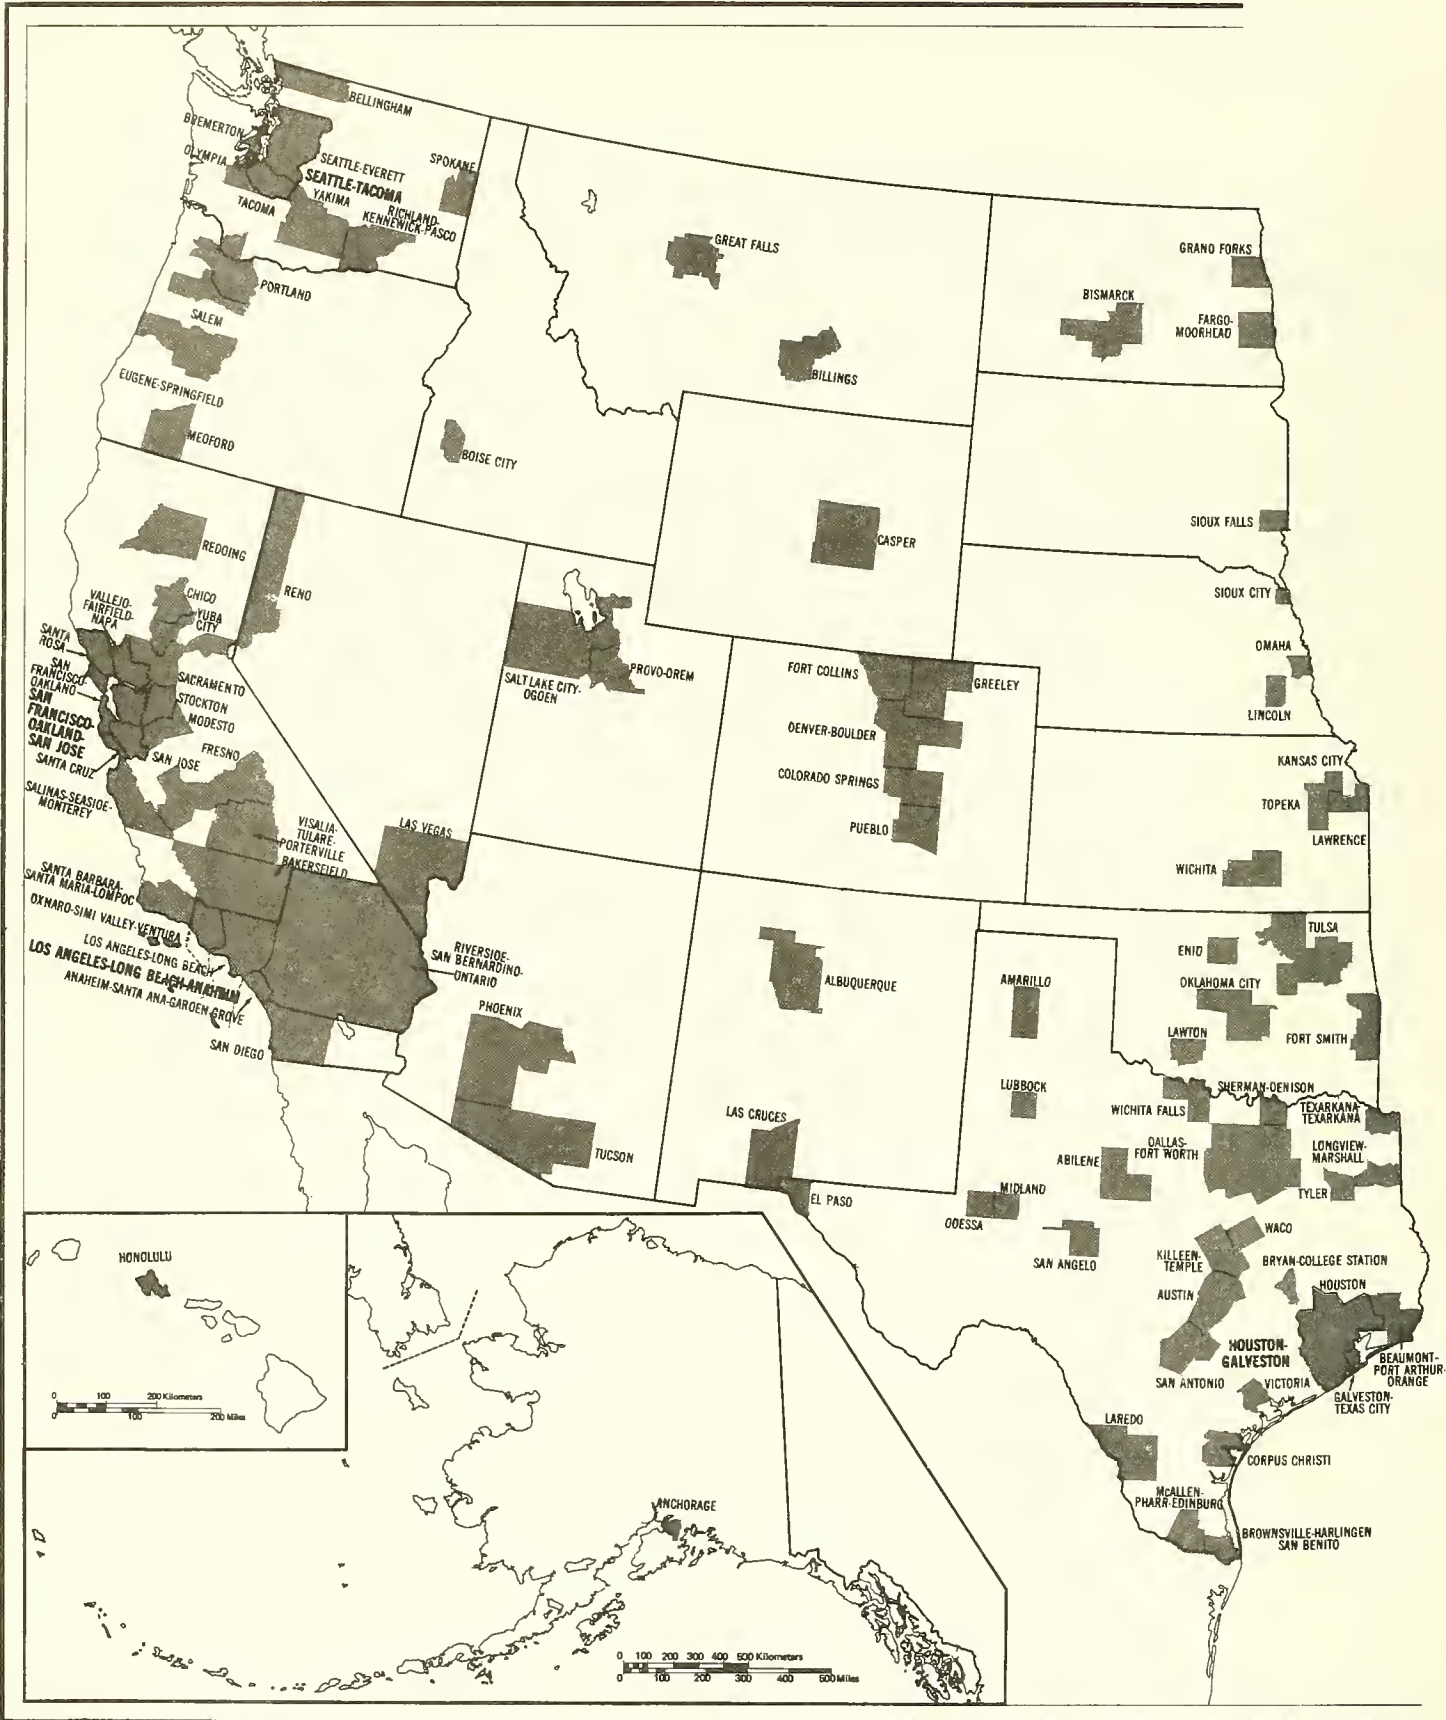 BELLINGHAM
BREMERTON
OLYMPIA
SEATTLE-EVERETT
SEATTLE-TACOMA
TACOMA
YAKIMA
SPOKANE
RICHLAND-
KENNEWICK-PASCO
PORTLAND
SALEM
EUGENE-SPRINGFIELD
MEOFORD
GREAT FALLS
BILLINGS
BOISE CITY
GRANO FORKS
BISMARCK
FARGO-
MOORHEAD
CASPER
SIOUX FALLS
SIOUX CITY
OMAHA
LINCOLN
REDOING
RENO
CHICO
YUBA
CITY
VALLEJO-
FAIRFIELD-
NAPA
SANTA
ROSA
SAN
FRANCISCO-
OAKLANO
SAN
FRANCISCO-
OAKLAND-
SAN JOSE
SANTA CRUZ
SACRAMENTO
STOCKTON
MODESTO
SAN JOSE
FRESNO
SALINAS-SEASIOE-
MONTEREY
VISALIA-
TULARE-
PORTERVILLE
BAKERSFIELD
LAS VEGAS
SANTA BARBARA-
SANTA MARIA-LOMPOC
OXNARO-SIMI VALLEY-VENTURA
LOS ANGELES-LONG BEACH
LOS ANGELES-LONG BEACH-ANAHEIM
ANAHEIM-SANTA ANA-GAROEN GROVE
SAN DIEGO
RIVERSIDE-
SAN BERNARDINO-
ONTARIO
SALT LAKE CITY-
OGOEN
PROVO-OREM
FORT COLLINS
GREELEY
DENVER-BOULDER
COLORADO SPRINGS
PUEBLO
KANSAS CITY
TOPEKA
LAWRENCE
WICHITA
PHOENIX
TUCSON
ALBUQUERQUE
LAS CRUCES
EL PASO
TULSA
ENIO
OKLAHOMA CITY
LAWTON
FORT SMITH
AMARILLO
LUBBOCK
SHERMAN-OENISON
WICHITA FALLS
TEXARKANA-
TEXARKANA
OALLAS-
FORT WORTH
LONGVIEW-
MARSHALL
TYLER
ABILENE
MIDLAND
ODESSA
SAN ANGELO
WACO
KILLEEN-
TEMPLE
BRYAN-COLLEGE STATION
AUSTIN
HOUSTON
HOUSTON-
GALVESTON
BEAUMONT-
PORT ARTHUR-
ORANGE
GALVESTON-
TEXAS CITY
SAN ANTONIO
VICTORIA
LAREDO
CORPUS CHRISTI
McALLEN-
PHARR-EDINBURG
BROWNSVILLE-HARLINGEN
SAN BENITO
HONOLULU
0 100 200 Kilometers
0 100 200 Miles
ANCHORAGE
0 100 200 300 400 500 Kilometers
0 100 200 300 400 500 Miles